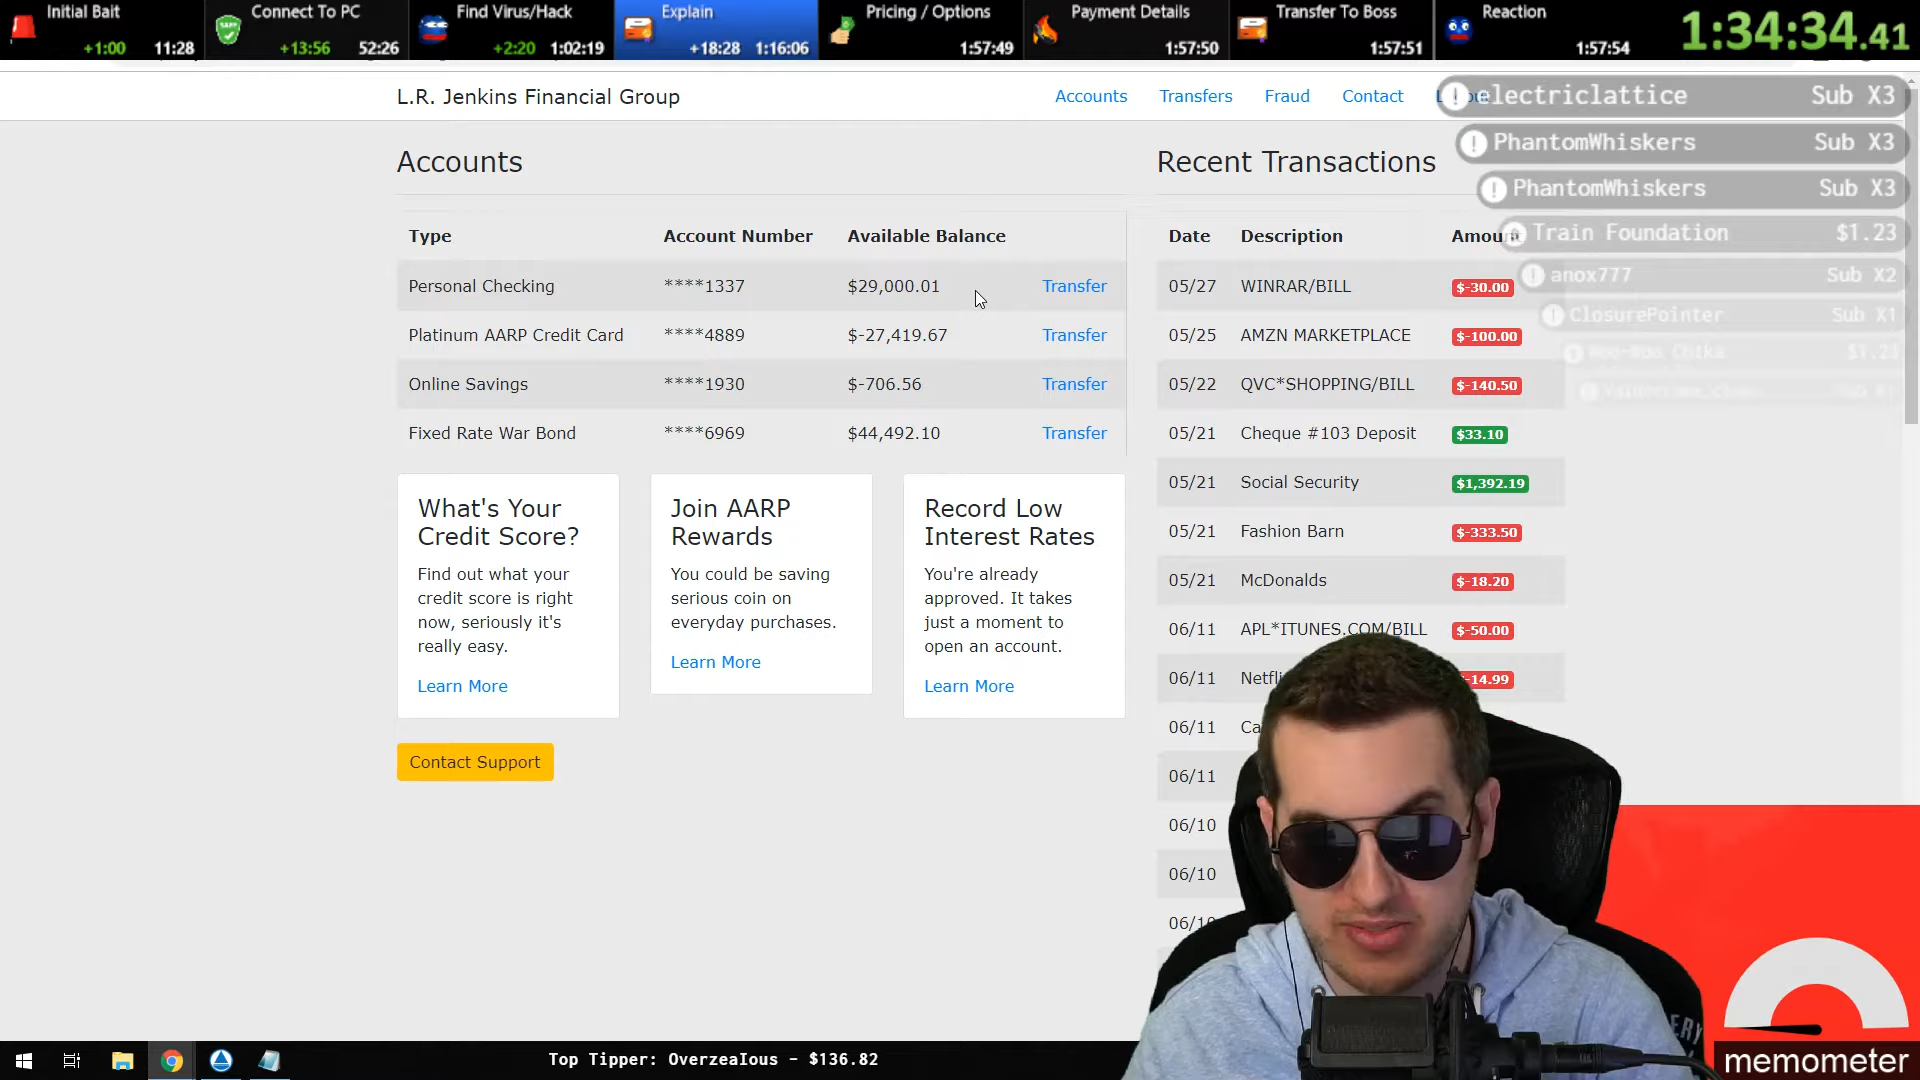 Initial Bait
+1:00 11:28
Connect To PC
+13:56 52:26
Find Virus/Hack
+2:20 1:02:19
Explain
+18:28 1:16:06
Pricing / Options
1:57:49
Payment Details
1:57:50
Transfer To Boss
1:57:51
Reaction
1:57:54
1:34:34.41
L.R. Jenkins Financial Group
Accounts Transfers Fraud Contact
electriclattice Sub X3
PhantomWhiskers Sub X3
PhantomWhiskers Sub X3
Train Foundation $1.23
anox777 Sub X2
ClosurePointer Sub X1
Accounts
Type Account Number Available Balance
Personal Checking ****1337 $29,000.01 Transfer
Platinum AARP Credit Card ****4889 $-27,419.67 Transfer
Online Savings ****1930 $-706.56 Transfer
Fixed Rate War Bond ****6969 $44,492.10 Transfer
What's Your
Credit Score?
Find out what your
credit score is right
now, seriously it's
really easy.
Learn More
Join AARP
Rewards
You could be saving
serious coin on
everyday purchases.
Learn More
Record Low
Interest Rates
You're already
approved. It takes
just a moment to
open an account.
Learn More
Contact Support
Recent Transactions
Date Description Amount
05/27 WINRAR/BILL $-30.00
05/25 AMZN MARKETPLACE $-100.00
05/22 QVC*SHOPPING/BILL $-140.50
05/21 Cheque #103 Deposit $33.10
05/21 Social Security $1,392.19
05/21 Fashion Barn $-333.50
05/21 McDonalds $-18.20
06/11 APL*ITUNES.COM/BILL $-50.00
06/11 Netfli -14.99
06/11 Ca
06/11
06/10
06/10
06/1
Top Tipper: Overzealous - $136.82
memometer